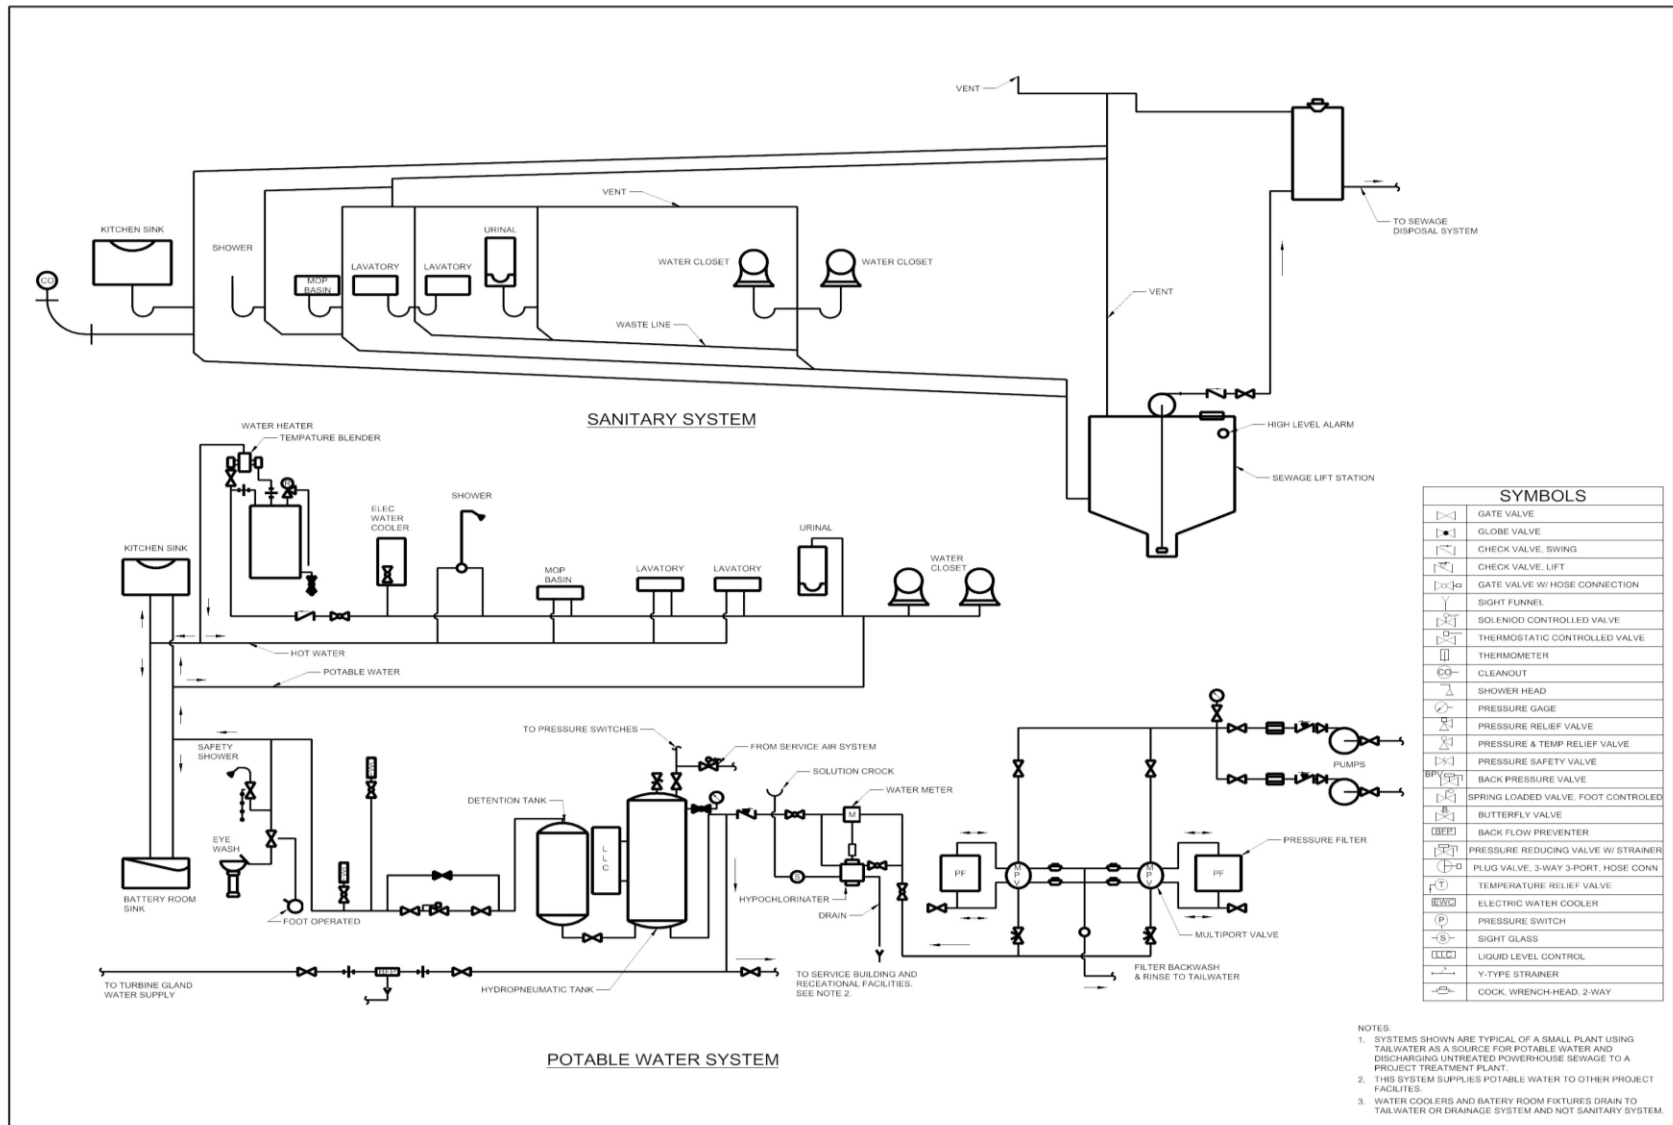 VENT
VENT
KITCHEN SINK
SHOWER
CO
MOP
BASIN
LAVATORY
LAVATORY
URINAL
WATER CLOSET
WATER CLOSET
TO SEWAGE
DISPOSAL SYSTEM
VENT
WASTE LINE
SANITARY SYSTEM
HIGH LEVEL ALARM
SEWAGE LIFT STATION
WATER HEATER
TEMPATURE BLENDER
KITCHEN SINK
ELEC
WATER
COOLER
SHOWER
MOP
BASIN
LAVATORY
LAVATORY
URINAL
WATER
CLOSET
HOT WATER
POTABLE WATER
SAFETY
SHOWER
EYE
WASH
BATTERY ROOM
SINK
FOOT OPERATED
TO PRESSURE SWITCHES
FROM SERVICE AIR SYSTEM
SOLUTION CROCK
WATER METER
M
DETENTION TANK
L
L
C
S
HYPOCHLORINATER
DRAIN
HYDROPNEUMATIC TANK
PUMPS
PRESSURE FILTER
PF
M
P
V
M
P
V
PF
MULTIPORT VALVE
FILTER BACKWASH
& RINSE TO TAILWATER
TO SERVICE BUILDING AND
RECEATIONAL FACILITIES.
SEE NOTE 2.
TO TURBINE GLAND
WATER SUPPLY
BFP
POTABLE WATER SYSTEM
SYMBOLS
GATE VALVE
GLOBE VALVE
CHECK VALVE, SWING
CHECK VALVE, LIFT
GATE VALVE W/ HOSE CONNECTION
SIGHT FUNNEL
SOLENIOD CONTROLLED VALVE
THERMOSTATIC CONTROLLED VALVE
THERMOMETER
CO CLEANOUT
SHOWER HEAD
PRESSURE GAGE
PRESSURE RELIEF VALVE
PRESSURE & TEMP RELIEF VALVE
PRESSURE SAFETY VALVE
BPV BACK PRESSURE VALVE
SPRING LOADED VALVE, FOOT CONTROLED
B BUTTERFLY VALVE
BFP BACK FLOW PREVENTER
PRESSURE REDUCING VALVE W/ STRAINER
PLUG VALVE, 3-WAY 3-PORT, HOSE CONN
T TEMPERATURE RELIEF VALVE
EWC ELECTRIC WATER COOLER
P PRESSURE SWITCH
S SIGHT GLASS
LLC LIQUID LEVEL CONTROL
Y-TYPE STRAINER
COCK, WRENCH-HEAD, 2-WAY
NOTES:
1. SYSTEMS SHOWN ARE TYPICAL OF A SMALL PLANT USING
TAILWATER AS A SOURCE FOR POTABLE WATER AND
DISCHARGING UNTREATED POWERHOUSE SEWAGE TO A
PROJECT TREATMENT PLANT.
2. THIS SYSTEM SUPPLIES POTABLE WATER TO OTHER PROJECT
FACILITES.
3. WATER COOLERS AND BATERY ROOM FIXTURES DRAIN TO
TAILWATER OR DRAINAGE SYSTEM AND NOT SANITARY SYSTEM.